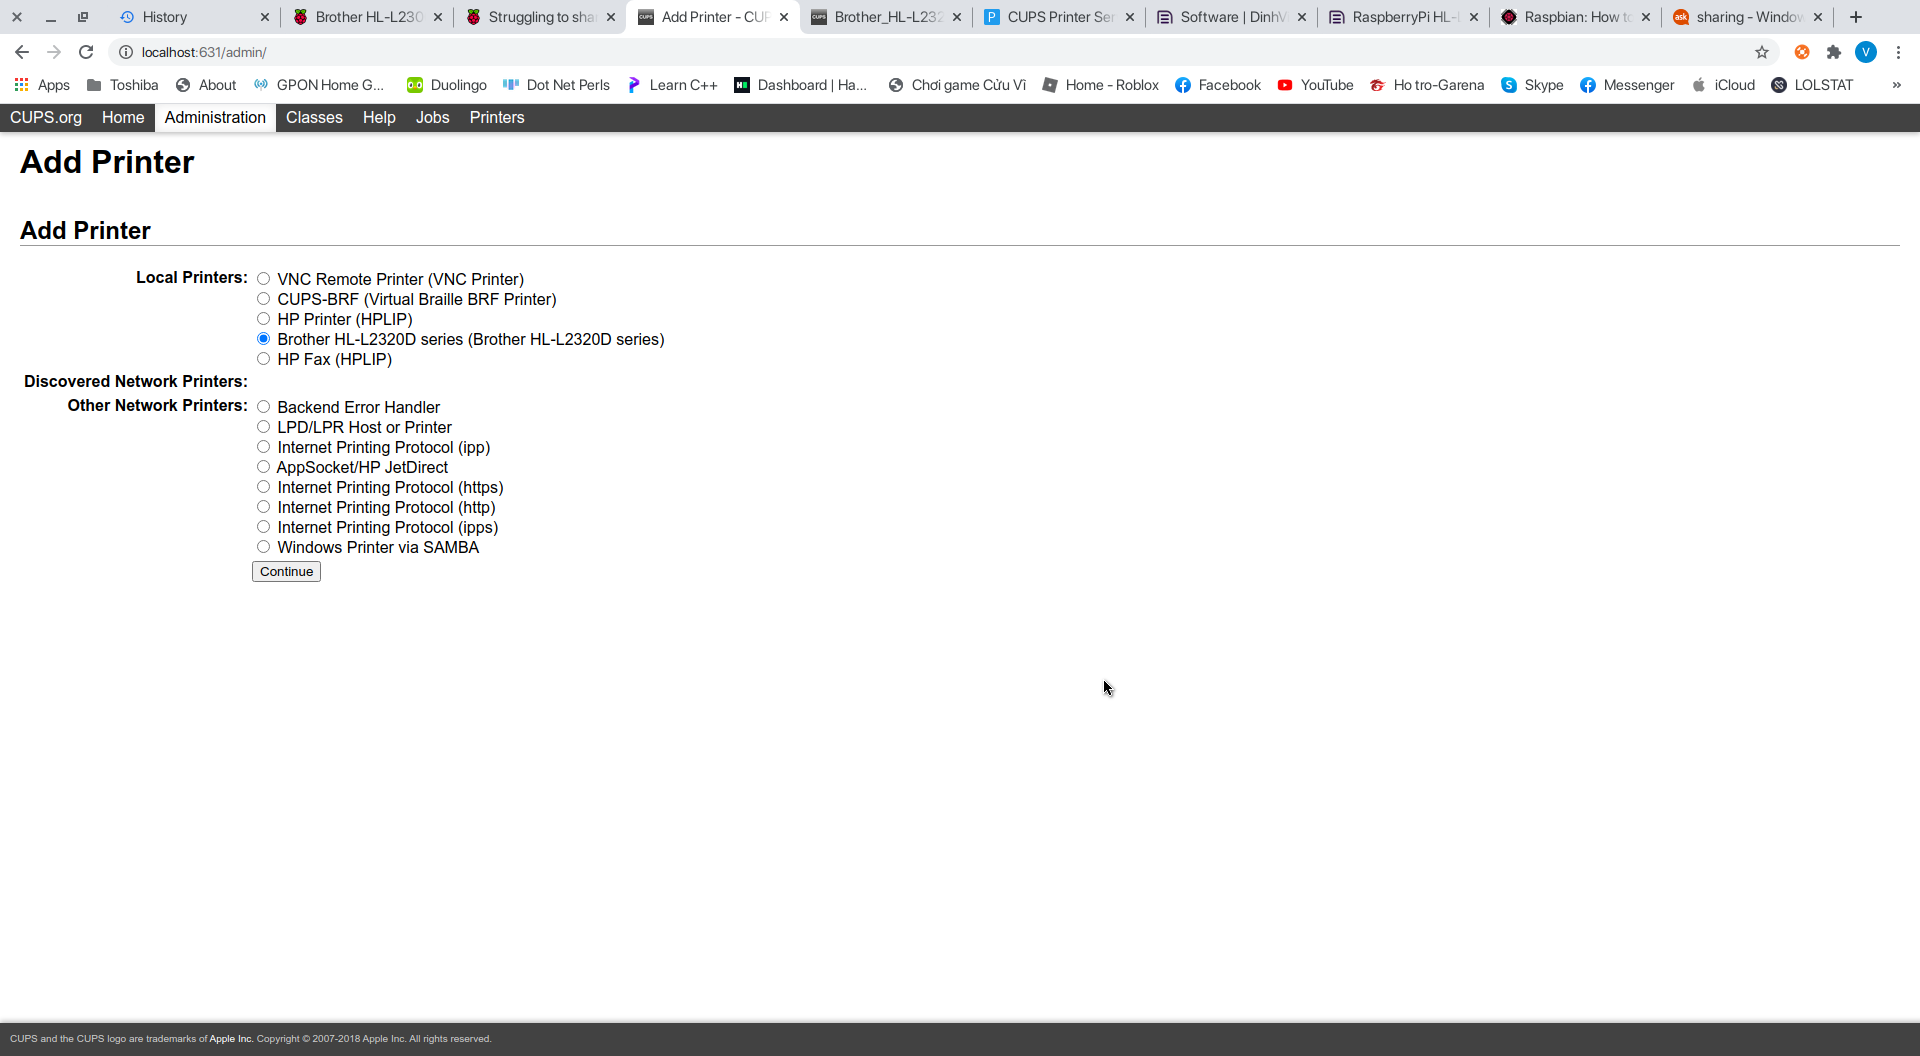 History
Brother HL-L230
Struggling to sha
Add Printer - CUP
Brother_HL-L232
CUPS Printer Ser
Software | DinhV
RaspberryPi HL-L
Raspbian: How to
sharing - Window
localhost:631/admin/
V
Apps
Toshiba
About
GPON Home G...
Duolingo
Dot Net Perls
Learn C++
Dashboard | Ha...
Chơi game Cửu Vĩ
Home - Roblox
Facebook
YouTube
Ho tro-Garena
Skype
Messenger
iCloud
LOLSTAT
»
CUPS.org Home Administration Classes Help Jobs Printers
Add Printer
Add Printer
Local Printers:
VNC Remote Printer (VNC Printer)
CUPS-BRF (Virtual Braille BRF Printer)
HP Printer (HPLIP)
Brother HL-L2320D series (Brother HL-L2320D series)
HP Fax (HPLIP)
Discovered Network Printers:
Other Network Printers:
Backend Error Handler
LPD/LPR Host or Printer
Internet Printing Protocol (ipp)
AppSocket/HP JetDirect
Internet Printing Protocol (https)
Internet Printing Protocol (http)
Internet Printing Protocol (ipps)
Windows Printer via SAMBA
Continue
CUPS and the CUPS logo are trademarks of Apple Inc. Copyright © 2007-2018 Apple Inc. All rights reserved.